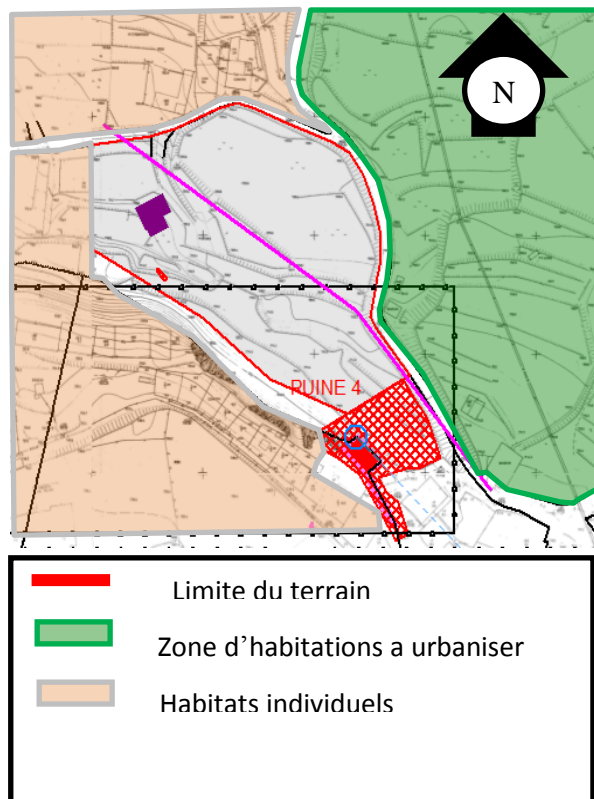 N
RUINE 4
Limite du terrain
Zone d’habitations a urbaniser
Habitats individuels